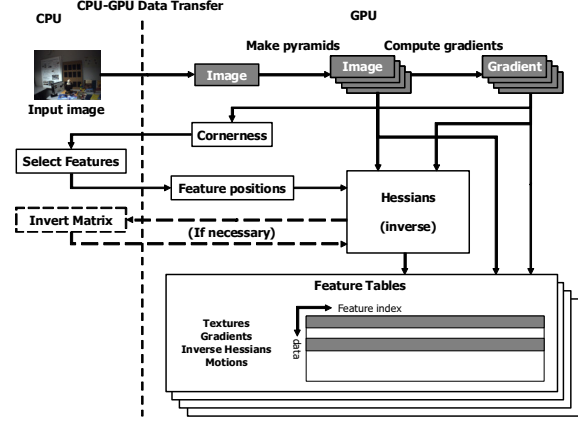 CPU-GPU Data Transfer
CPU
GPU
Make pyramids
Compute gradients
Image
Image
Gradient
Input image
Cornerness
Select Features
Feature positions
Hessians
(inverse)
Invert Matrix
(If necessary)
Feature Tables
Feature index
data
Textures
Gradients
Inverse Hessians
Motions